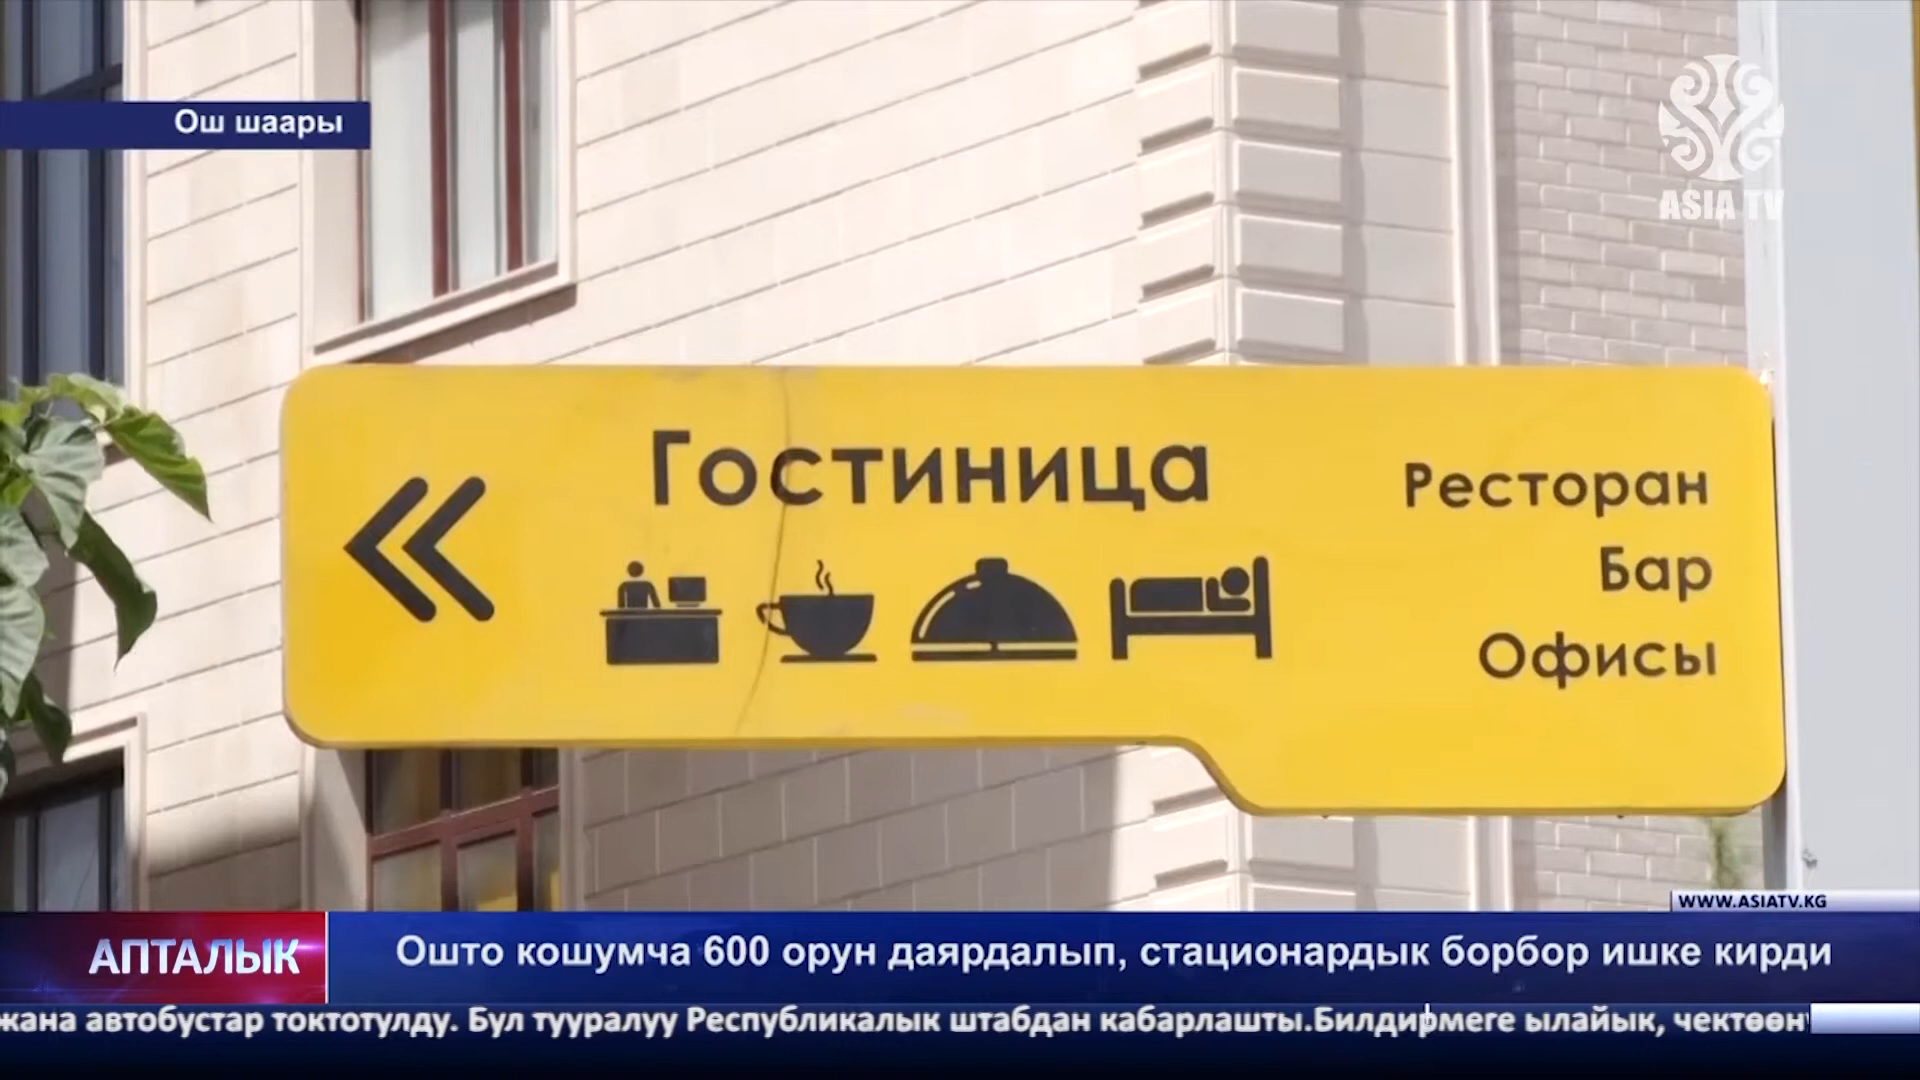 Ош шаары
ASIA TV
Гостиница
Ресторан
Бар
Офисы
WWW.ASIATV.KG
АПТАЛЫК
Ошто кошумча 600 орун даярдалып, стационардык борбор ишке кирди
жана автобустар токтотулду. Бул тууралуу Республикалык штабдан кабарлашты.Билдирмеге ылайык,